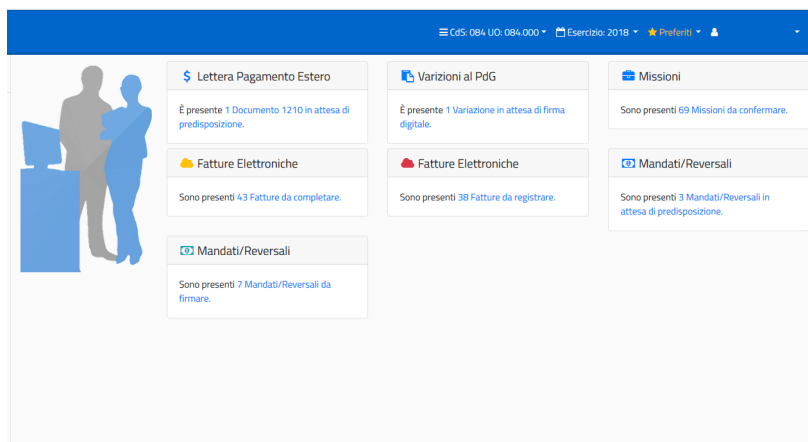 CdS: 084 UO: 084.000 Esercizio: 2018 Preferiti
Lettera Pagamento Estero
È presente 1 Documento 1210 in attesa di
predisposizione.
Varizioni al PdG
È presente 1 Variazione in attesa di firma
digitale.
Missioni
Sono presenti 69 Missioni da confermare.
Fatture Elettroniche
Sono presenti 43 Fatture da completare.
Fatture Elettroniche
Sono presenti 38 Fatture da registrare.
Mandati/Reversali
Sono presenti 3 Mandati/Reversali in
attesa di predisposizione.
Mandati/Reversali
Sono presenti 7 Mandati/Reversali da
firmare.